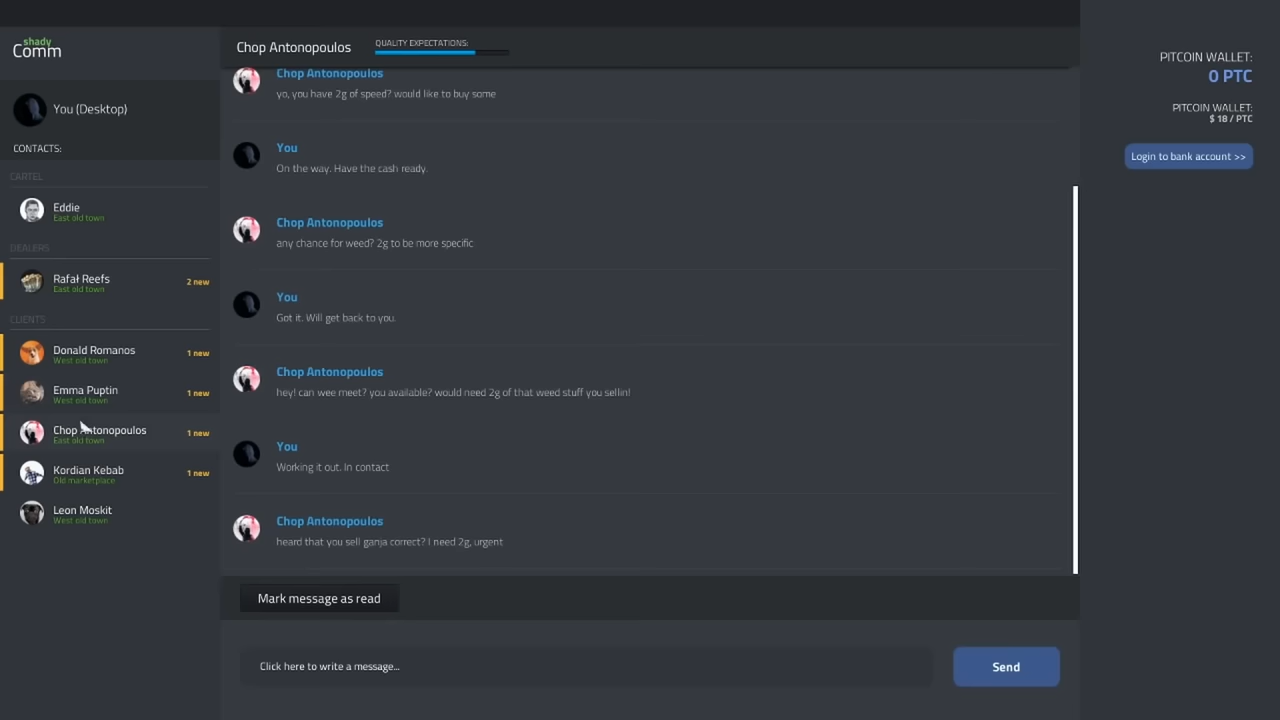 shady
Comm
You (Desktop)
CONTACTS:
CARTEL
Eddie
East old town
DEALERS
Rafał Reefs
East old town
2 new
CLIENTS
Donald Romanos
West old town
1 new
Emma Puptin
West old town
1 new
Chop Antonopoulos
East old town
1 new
Kordian Kebab
Old marketplace
1 new
Leon Moskit
West old town
Chop Antonopoulos
QUALITY EXPECTATIONS:
Chop Antonopoulos
yo, you have 2g of speed? would like to buy some
You
On the way. Have the cash ready.
Chop Antonopoulos
any chance for weed? 2g to be more specific
You
Got it. Will get back to you.
Chop Antonopoulos
hey! can wee meet? you available? would need 2g of that weed stuff you sellin!
You
Working it out. In contact
Chop Antonopoulos
heard that you sell ganja correct? I need 2g, urgent
Mark message as read
Click here to write a message...
Send
PITCOIN WALLET:
0 PTC
PITCOIN WALLET:
$ 18 / PTC
Login to bank account >>